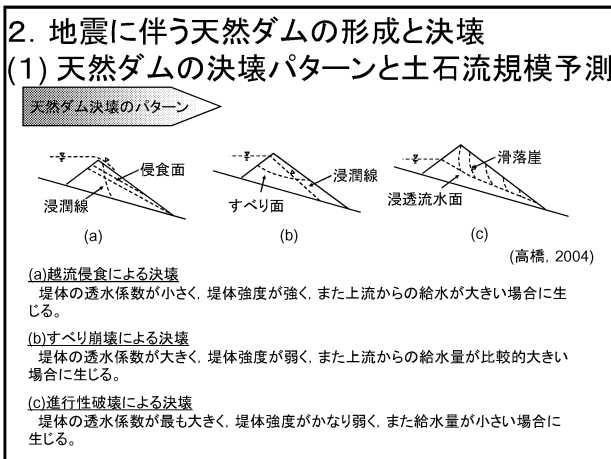 ２．地震に伴う天然ダムの形成と決壊
(1) 天然ダムの決壊パターンと土石流規模予測
天然ダム決壊のパターン
侵食面
浸潤線
(a)
浸潤線
すべり面
(b)
滑落崖
浸透流水面
(c)
(高橋, 2004)
(a)越流侵食による決壊
堤体の透水係数が小さく, 堤体強度が強く, また上流からの給水が大きい場合に生
じる。
(b)すべり崩壊による決壊
堤体の透水係数が大きく, 堤体強度が弱く, また上流からの給水量が比較的大きい
場合に生じる。
(c)進行性破壊による決壊
堤体の透水係数が最も大きく, 堤体強度がかなり弱く, また給水量が小さい場合に
生じる。